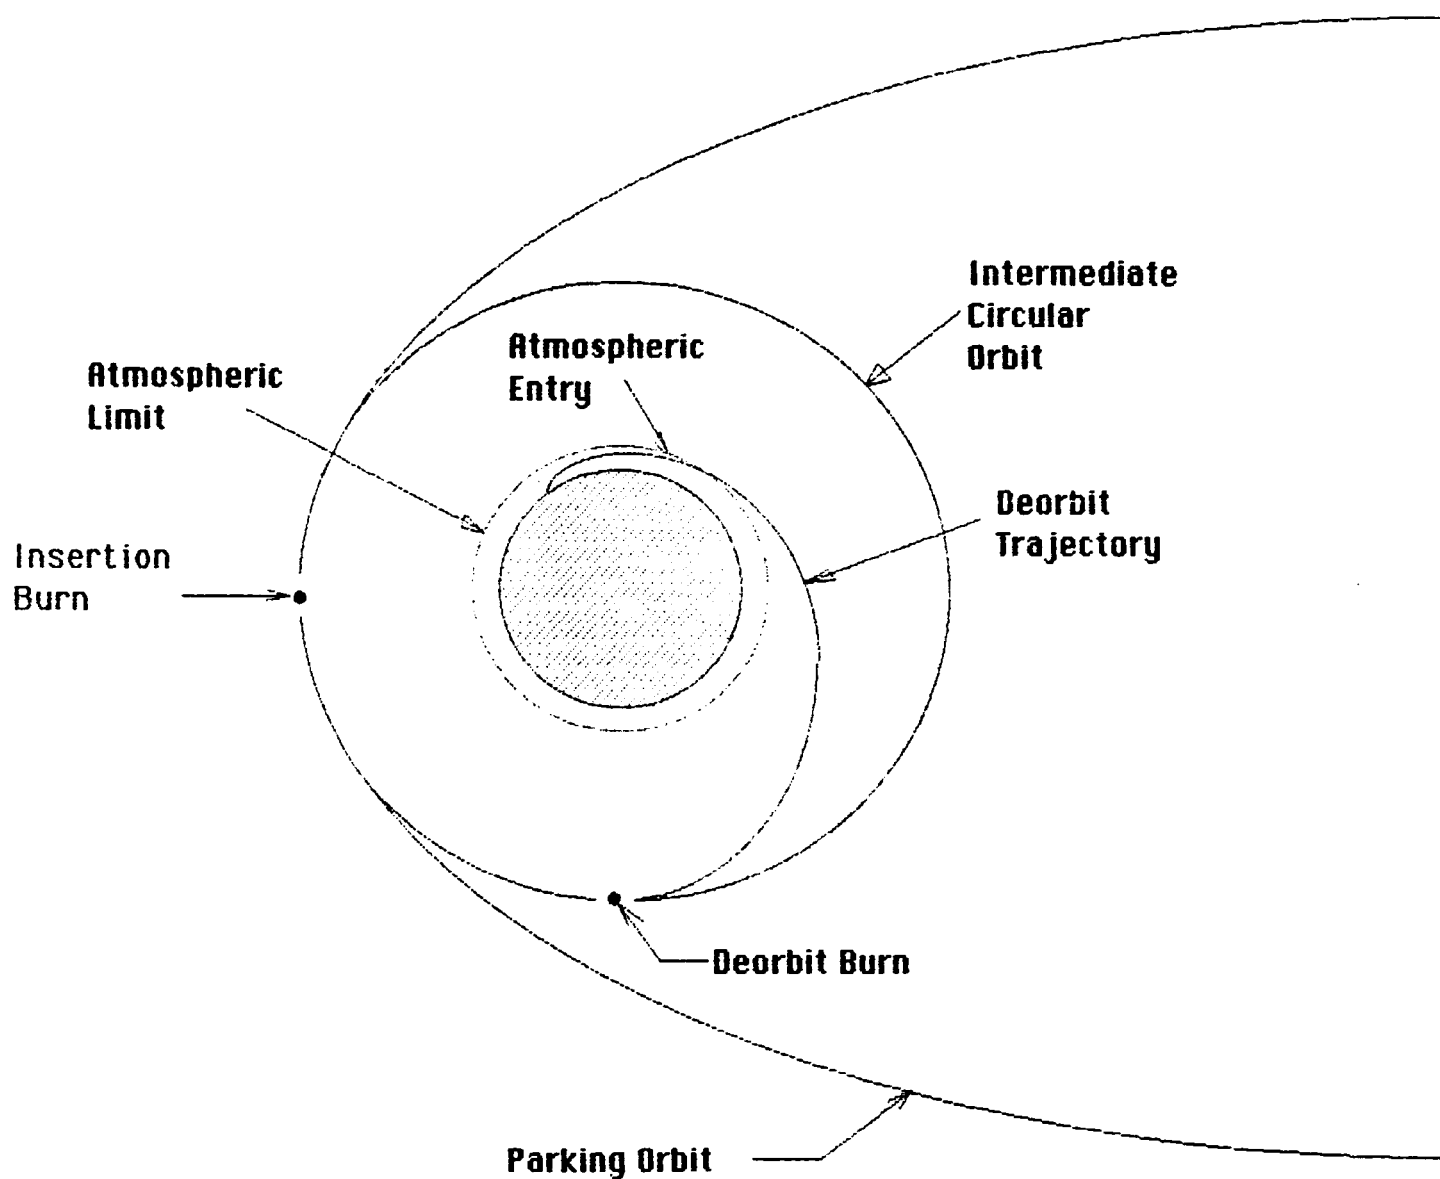 Intermediate
Circular
Orbit
Atmospheric
Entry
Atmospheric
Limit
Deorbit
Trajectory
Insertion
Burn
Deorbit Burn
Parking Orbit